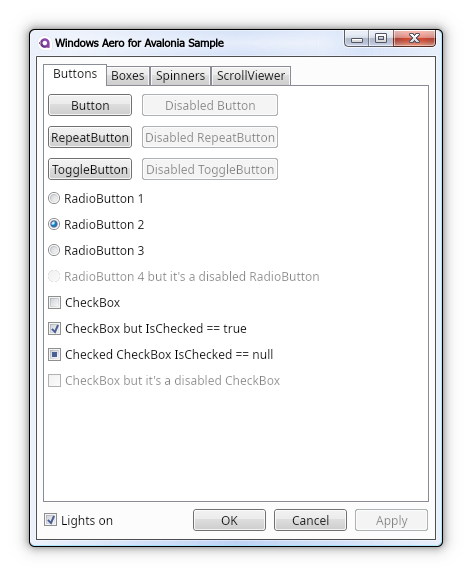 Windows Aero for Avalonia Sample
Buttons Boxes Spinners ScrollViewer
Button Disabled Button
RepeatButton Disabled RepeatButton
ToggleButton Disabled ToggleButton
RadioButton 1
RadioButton 2
RadioButton 3
RadioButton 4 but it's a disabled RadioButton
CheckBox
CheckBox but IsChecked == true
Checked CheckBox IsChecked == null
CheckBox but it's a disabled CheckBox
Lights on OK Cancel Apply